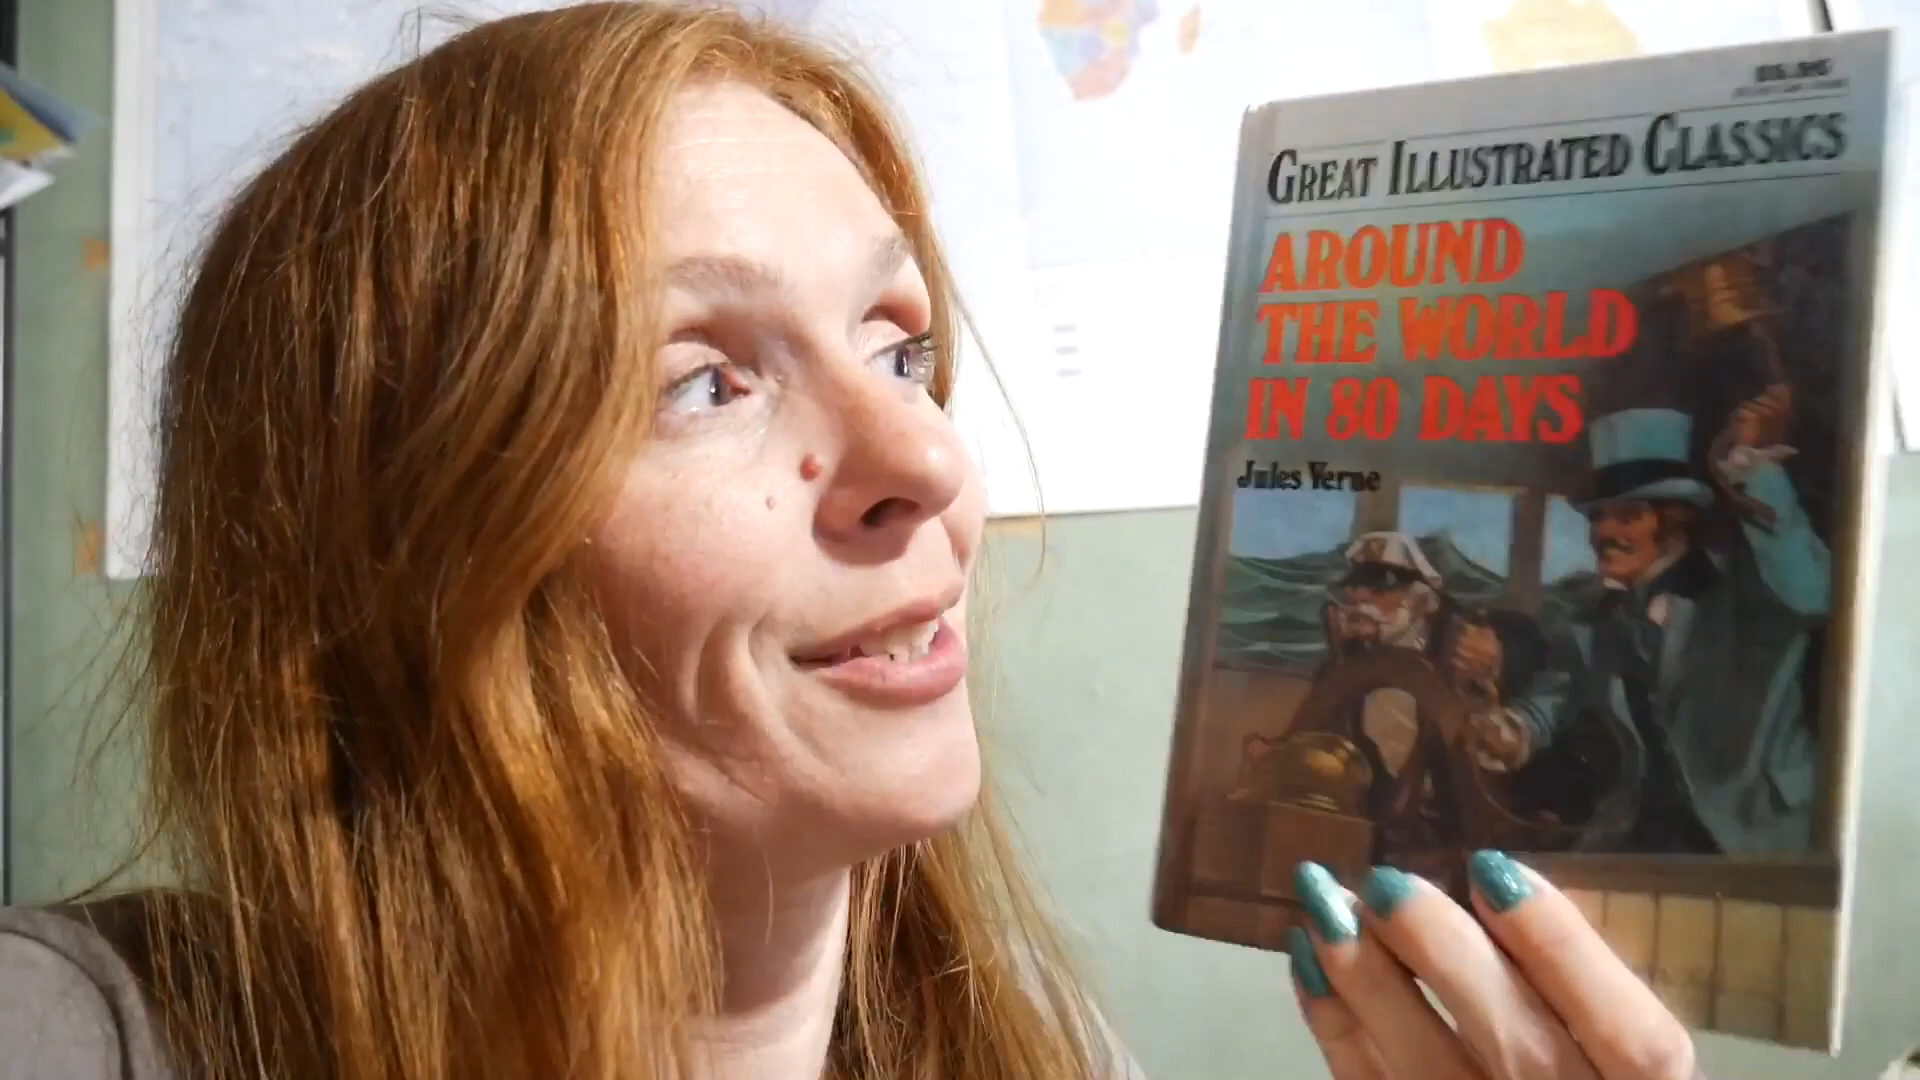 GREAT ILLUSTRATED CLASSICS
AROUND
THE WORLD
IN 80 DAYS
Jules Verne